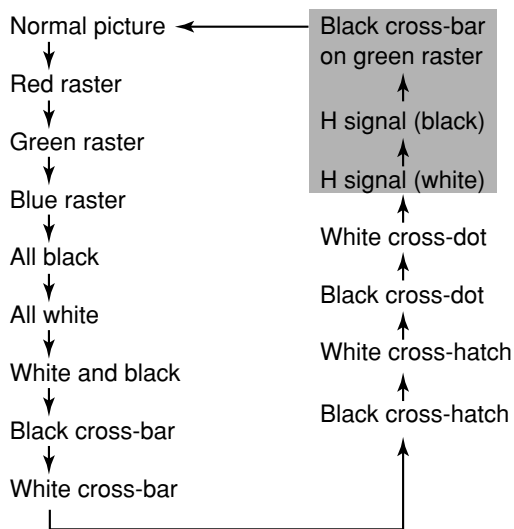 Normal picture
Red raster
Green raster
Blue raster
All black
All white
White and black
Black cross-bar
White cross-bar
Black cross-hatch
White cross-hatch
Black cross-dot
White cross-dot
H signal (white)
H signal (black)
Black cross-bar
on green raster